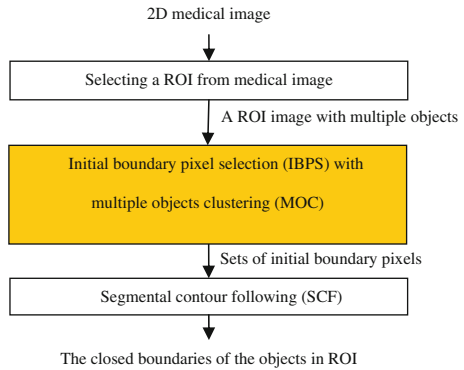 2D medical image
Selecting a ROI from medical image
A ROI image with multiple objects
Initial boundary pixel selection (IBPS) with
multiple objects clustering (MOC)
Sets of initial boundary pixels
Segmental contour following (SCF)
The closed boundaries of the objects in ROI